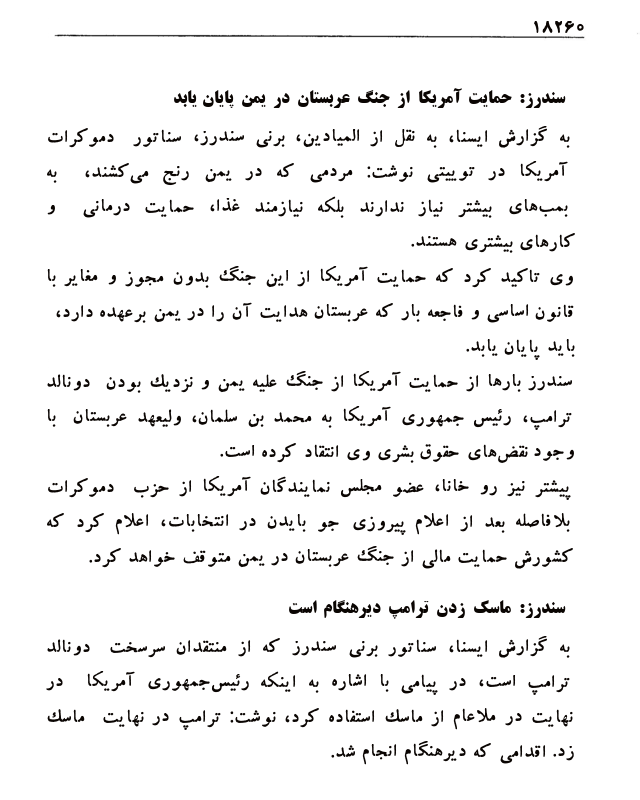 ۱۸۲۶۰
سندرز: حمایت آمریکا از جنگ عربستان در یمن پایان یابد
به گزارش ایسنا، به نقل از المیادین، برنی سندرز، سناتور دموکرات
آمریکا در توییتی نوشت: مردمی که در یمن رنج می‌کشند، به
بمب‌های بیشتر نیاز ندارند بلکه نیازمند غذا، حمایت درمانی و
کارهای بیشتری هستند.
وی تاکید کرد که حمایت آمریکا از این جنگ بدون مجوز و مغایر با
قانون اساسی و فاجعه بار که عربستان هدایت آن را در یمن برعهده دارد،
باید پایان یابد.
سندرز بارها از حمایت آمریکا از جنگ علیه یمن و نزدیك بودن دونالد
ترامپ، رئیس جمهوری آمریکا به محمد بن سلمان، ولیعهد عربستان با
وجود نقض‌های حقوق بشری وی انتقاد کرده است.
پیشتر نیز رو خانا، عضو مجلس نمایندگان آمریکا از حزب دموکرات
بلافاصله بعد از اعلام پیروزی جو بایدن در انتخابات، اعلام کرد که
کشورش حمایت مالی از جنگ عربستان در یمن متوقف خواهد کرد.
سندرز: ماسک زدن ترامپ دیرهنگام است
به گزارش ایسنا، سناتور برنی سندرز که از منتقدان سرسخت دونالد
ترامپ است، در پیامی با اشاره به اینکه رئیس‌جمهوری آمریکا در
نهایت در ملاعام از ماسك استفاده کرد، نوشت: ترامپ در نهایت ماسك
زد. اقدامی که دیرهنگام انجام شد.